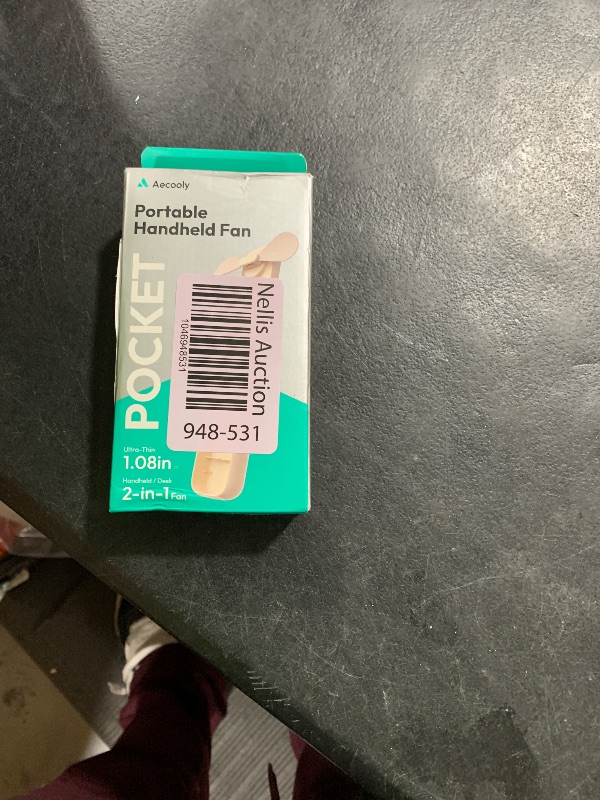 Aecooly
Portable
Handheld Fan
POCKET
Nellis Auction
1046948531
948-531
Ultra-Thin
1.08in
Handheld / Desk
2-in-1 Fan